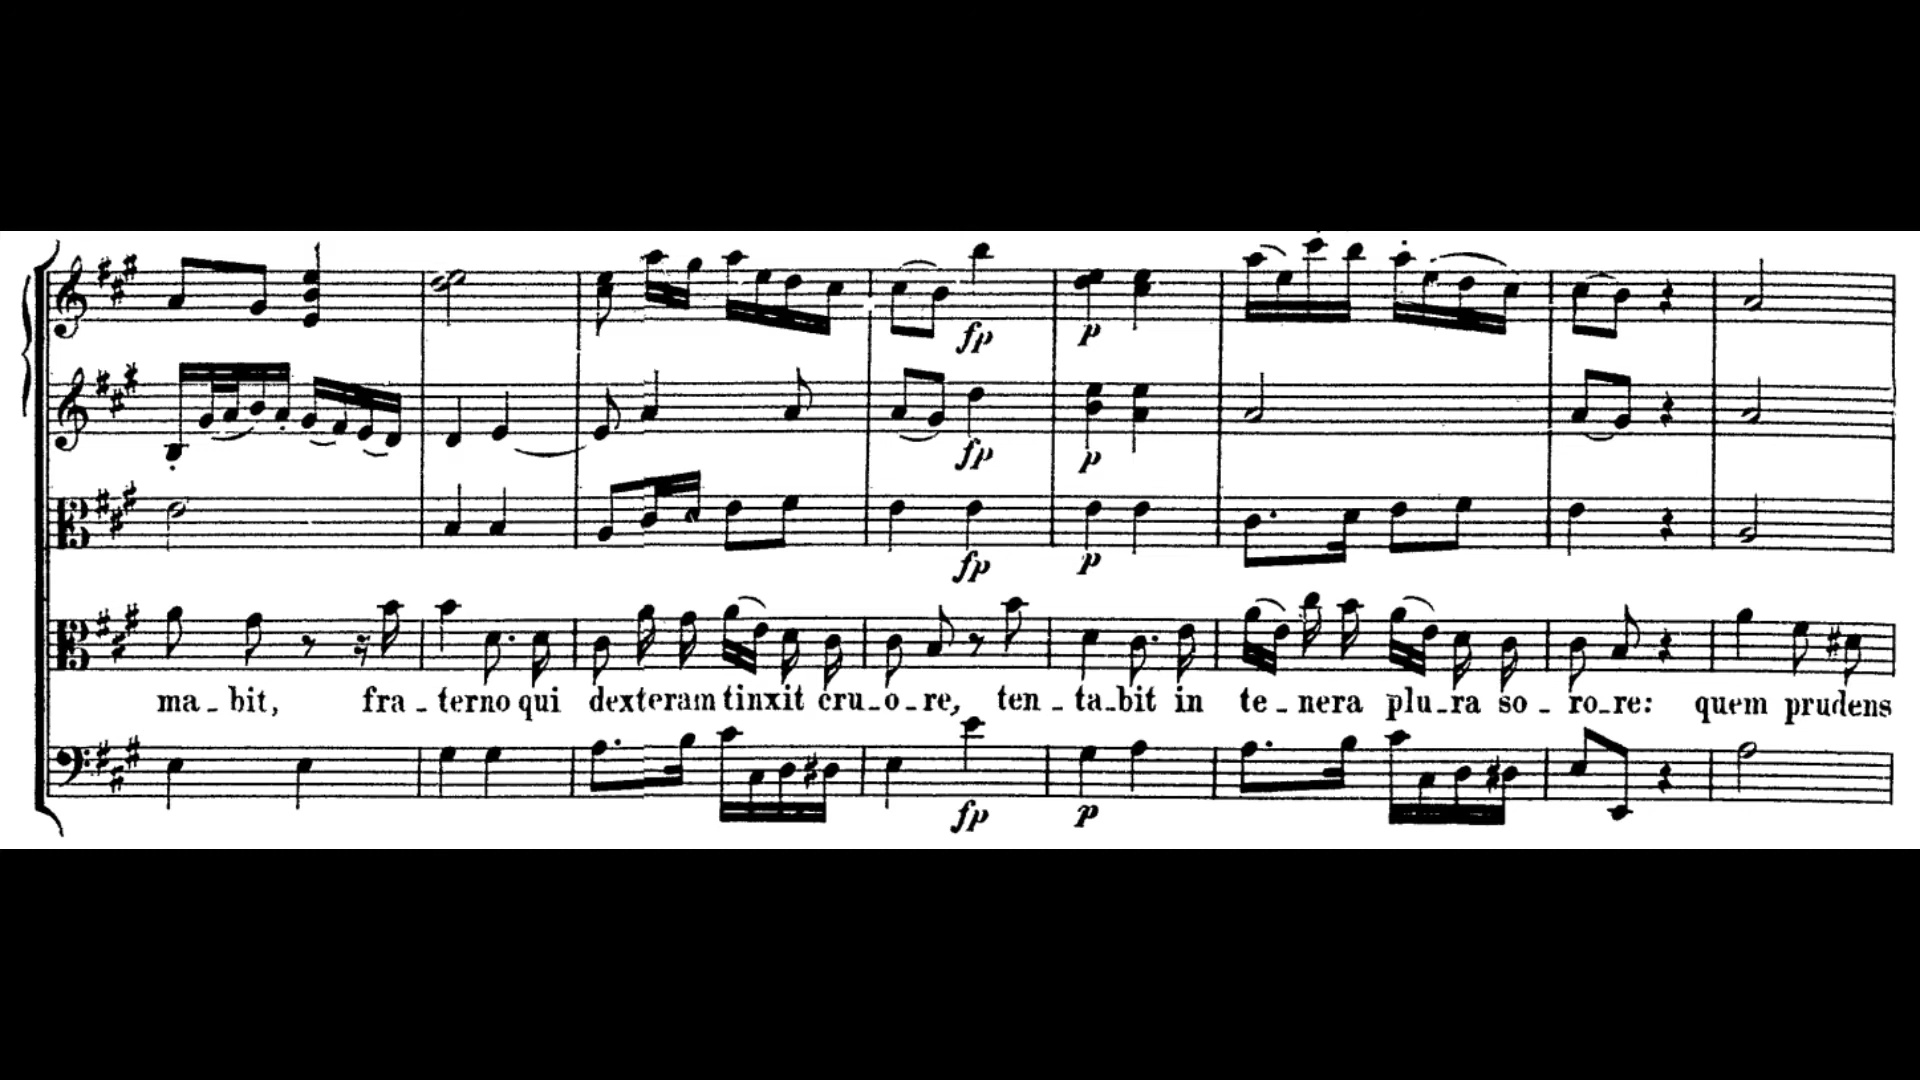 fp p
fp p
fp p
ma_bit, fra_terno qui dexteram tinxit cru_o_re, ten_ta_bit in te_nera plu_ra so_ro_re: quem prudens
fp p